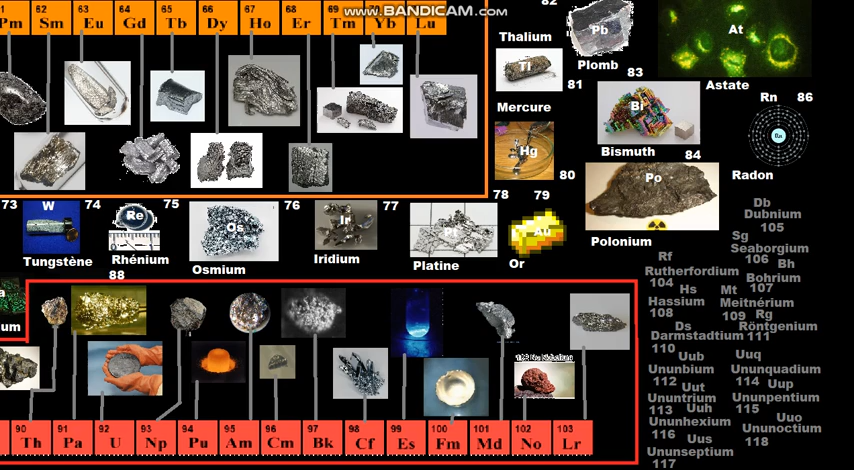 WWW.BANDICAM.COM
62 63 64 65 66 67 68 69
Pm Sm Eu Gd Tb Dy Ho Er Tm Yb Lu
82
Thalium
Pb
At
Plomb
Tl
83
81
Astate
Mercure
Bi
Rn 86
Hg
Bismuth
84
80
Radon
Po
73 W 74 75 76 77 78 79
Re Os Ir Au
Tungstène Rhénium Osmium Iridium Platine Or
Polonium
88
Db
Dubnium
105
Sg
Seaborgium
106
Bh
Bohrium
107
Rf
Rutherfordium
104
Hs
Hassium
108
Mt
Meitnérium
109
Rg
Röntgenium
111
Ds
Darmstadtium
110
Uub
Ununbium
112
Uuq
Ununquadium
114
Uut
Ununtrium
113
Uup
Ununpentium
115
Uuh
Ununhexium
116
Uuo
Ununoctium
118
Uus
Ununseptium
117
90 91 92 93 94 95 96 97 98 99 100 101 102 103
Th Pa U Np Pu Am Cm Bk Cf Es Fm Md No Lr